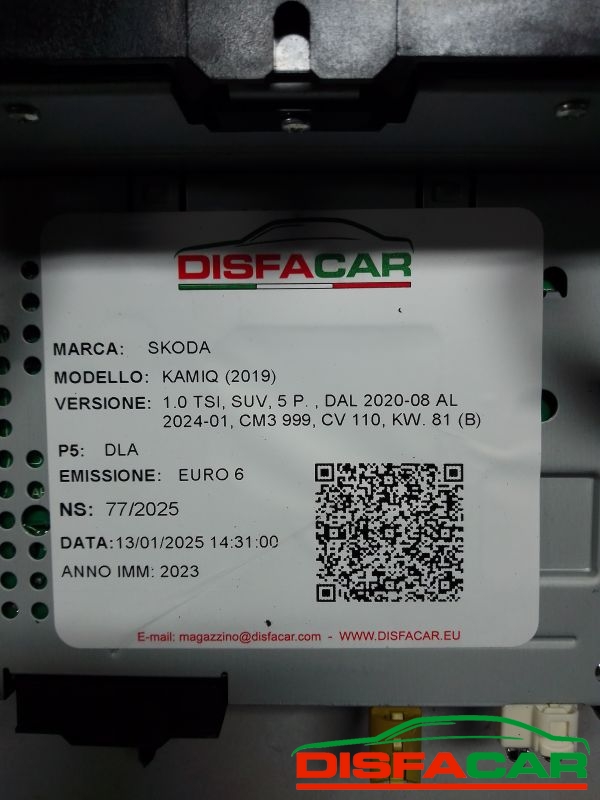 DISFACAR
MARCA: SKODA
MODELLO: KAMIQ (2019)
VERSIONE: 1.0 TSI, SUV, 5 P. , DAL 2020-08 AL
2024-01, CM3 999, CV 110, KW. 81 (B)
P5: DLA
EMISSIONE: EURO 6
NS: 77/2025
DATA:13/01/2025 14:31:00
ANNO IMM: 2023
E-mail: magazzino@disfacar.com - WWW.DISFACAR.EU
DISFACAR